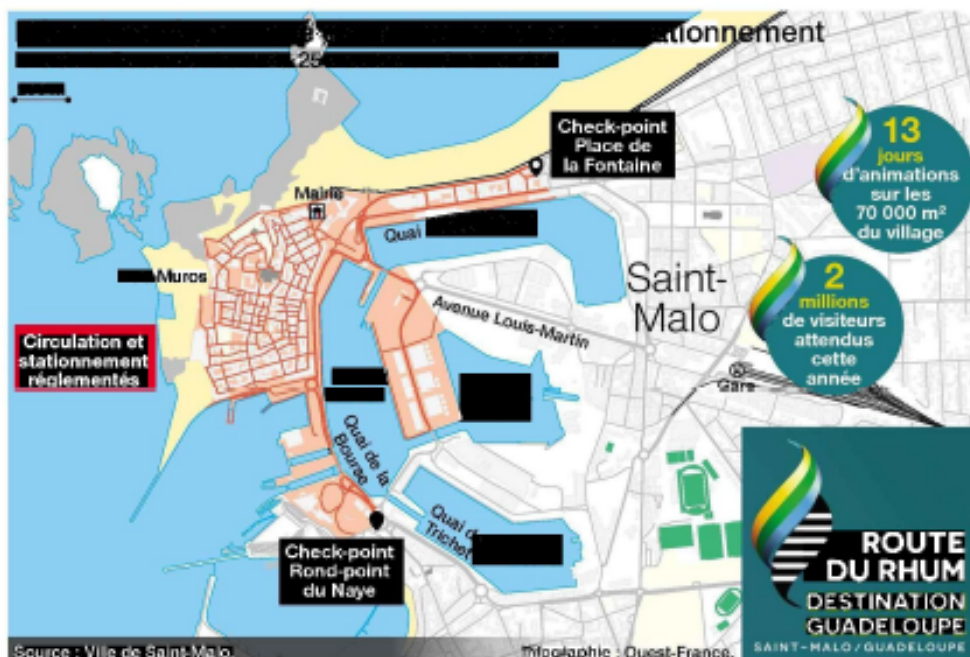 ationnement
Check-point
Place de
la Fontaine
13
jours
d'animations
sur les
70 000 m²
du village
Mairie
Quai
Muros
Saint-
Malo
Avenue Louis-Martin
2
millions
de visiteurs
attendus
cette
année
Circulation et
stationnement
réglementés
Gare
Quai de la
Bourse
Quai
Trichet
Check-point
Rond-point
du Naye
ROUTE
DU RHUM
DESTINATION
GUADELOUPE
SAINT-MALO/GUADELOUPE
Source : Ville de Saint-Malo.
Ouest-France.